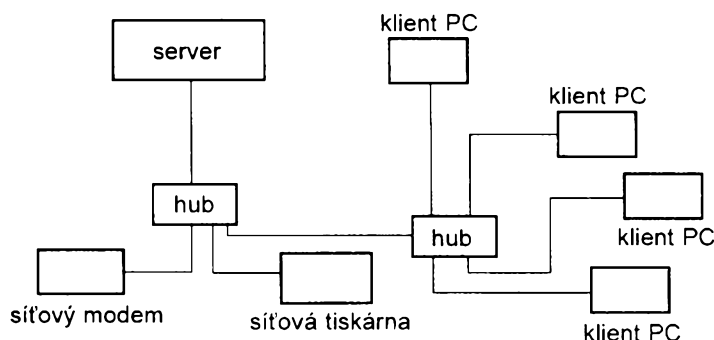 klient PC
server
klient PC
hub
hub
klient PC
síťový modem
síťová tiskárna
klient PC